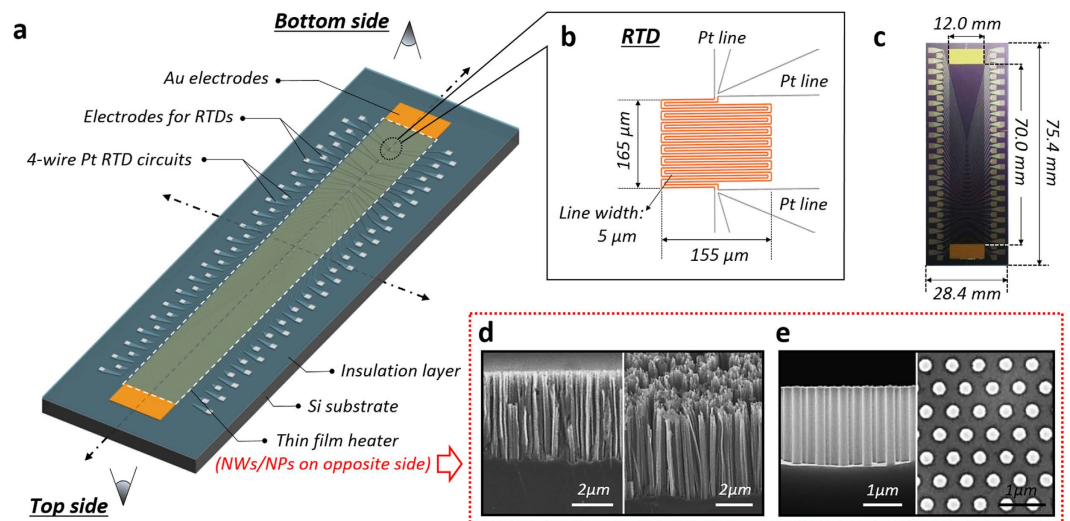 a
Bottom side
Au electrodes
Electrodes for RTDs
4-wire Pt RTD circuits
Insulation layer
Si substrate
Thin film heater
(NWs/NPs on opposite side)
Top side
b
RTD
Pt line
Pt line
165 µm
Line width:
5 µm
Pt line
155 µm
c
12.0 mm
70.0 mm
75.4 mm
28.4 mm
d
2µm
2µm
e
1µm
1µm